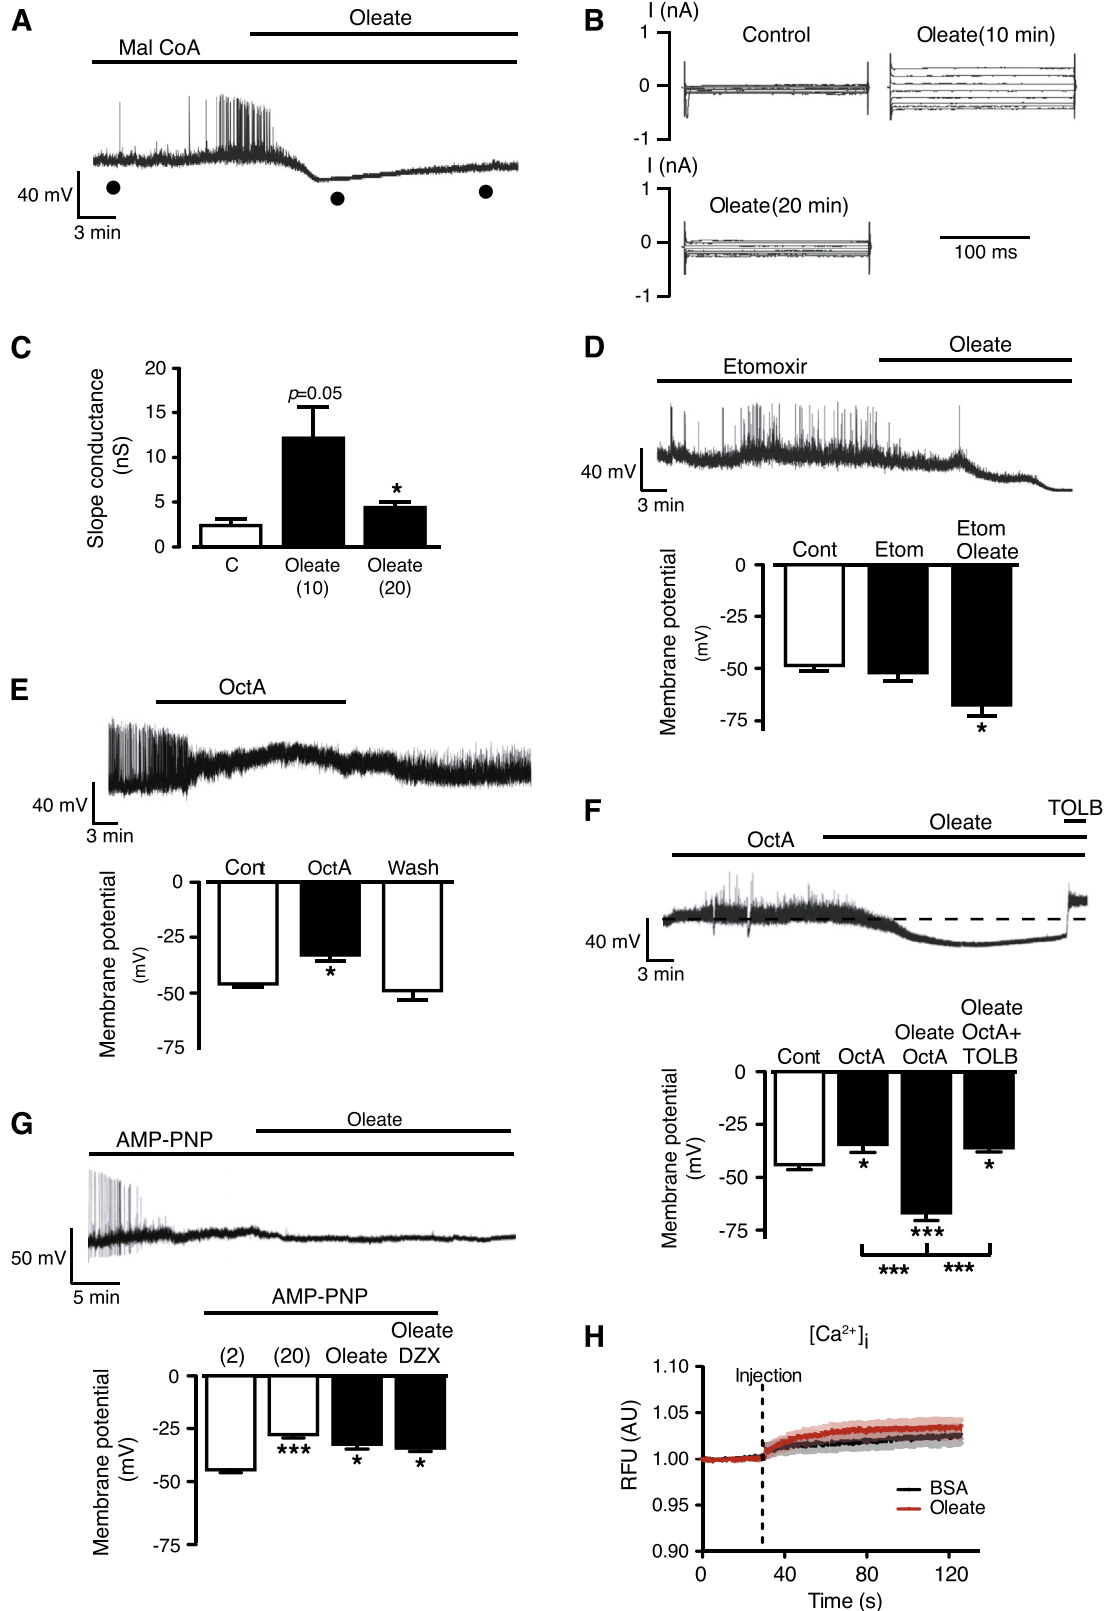 A
Oleate
Mal CoA
40 mV
3 min
B
I (nA)
Control
Oleate(10 min)
1
0
-1
I (nA)
Oleate(20 min)
1
0
-1
100 ms
C
Slope conductance
(nS)
20
15
10
5
0
p=0.05
*
C
Oleate
(10)
Oleate
(20)
D
Oleate
Etomoxir
40 mV
3 min
Membrane potential
(mV)
Cont
Etom
Etom
Oleate
0
-25
-50
-75
*
E
OctA
40 mV
3 min
Membrane potential
(mV)
Cont
OctA
Wash
0
-25
-50
-75
*
F
TOLB
Oleate
OctA
40 mV
3 min
Membrane potential
(mV)
Cont
OctA
Oleate
OctA
Oleate
OctA+
TOLB
0
-25
-50
-75
*
***
*
***
***
G
Oleate
AMP-PNP
50 mV
5 min
AMP-PNP
Membrane potential
(mV)
(2)
(20)
Oleate
Oleate
DZX
0
-25
-50
-75
***
*
*
H
[Ca2+]i
Injection
RFU (AU)
1.10
1.05
1.00
0.95
0.90
BSA
Oleate
0
40
80
120
Time (s)